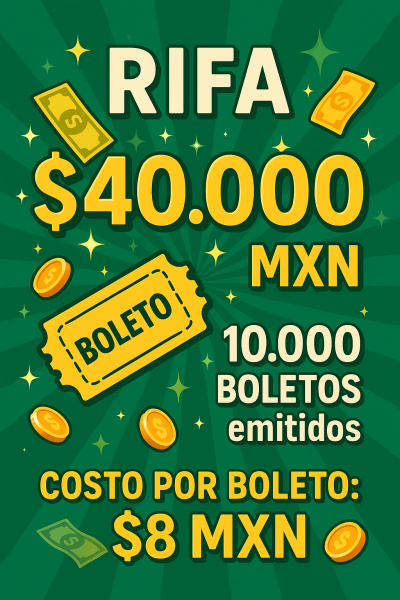 RIFA
$40.000
MXN
BOLETO
10.000
BOLETOS
emitidos
COSTO POR BOLETO:
$8 MXN